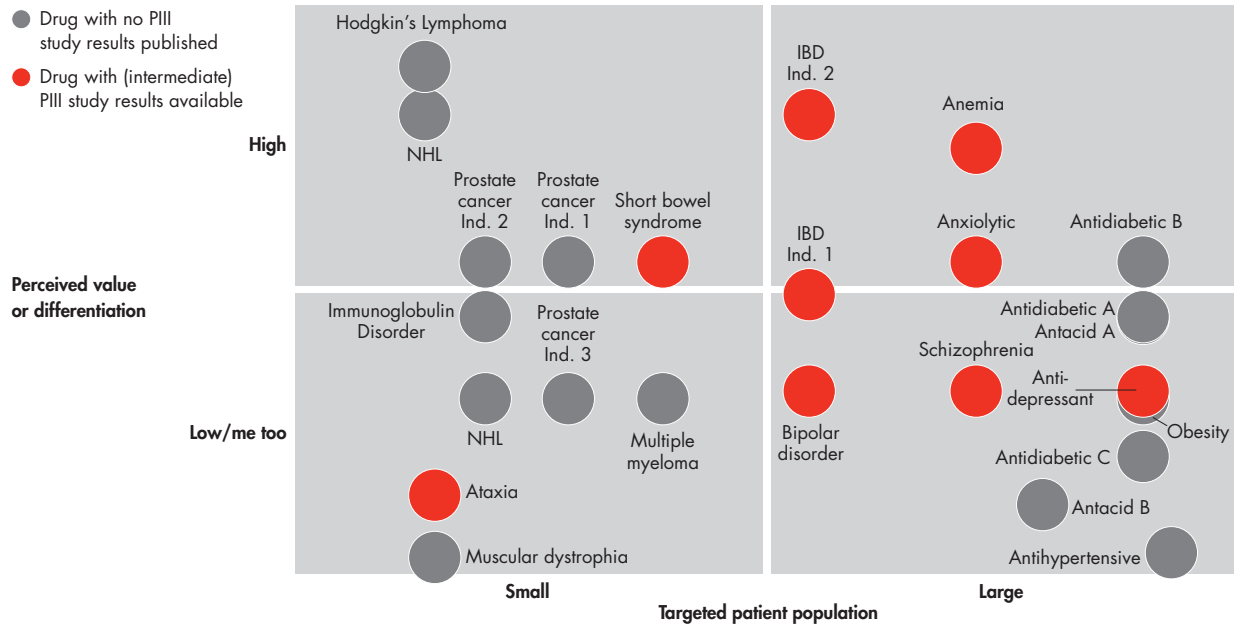 Drug with no PIII
study results published
Drug with (intermediate)
PIII study results available
High
Perceived value
or differentiation
Low/me too
Hodgkin's Lymphoma
NHL
Prostate
cancer
Ind. 2
Prostate
cancer
Ind. 1
Short bowel
syndrome
IBD
Ind. 2
Anemia
IBD
Ind. 1
Anxiolytic
Antidiabetic B
Immunoglubulin
Disorder
Prostate
cancer
Ind. 3
NHL
Multiple
myeloma
Ataxia
Muscular dystrophia
Antidiabetic A
Antacid A
Schizophrenia
Anti-
depressant
Bipolar
disorder
Obesity
Antidiabetic C
Antacid B
Antihypertensive
Small
Large
Targeted patient population